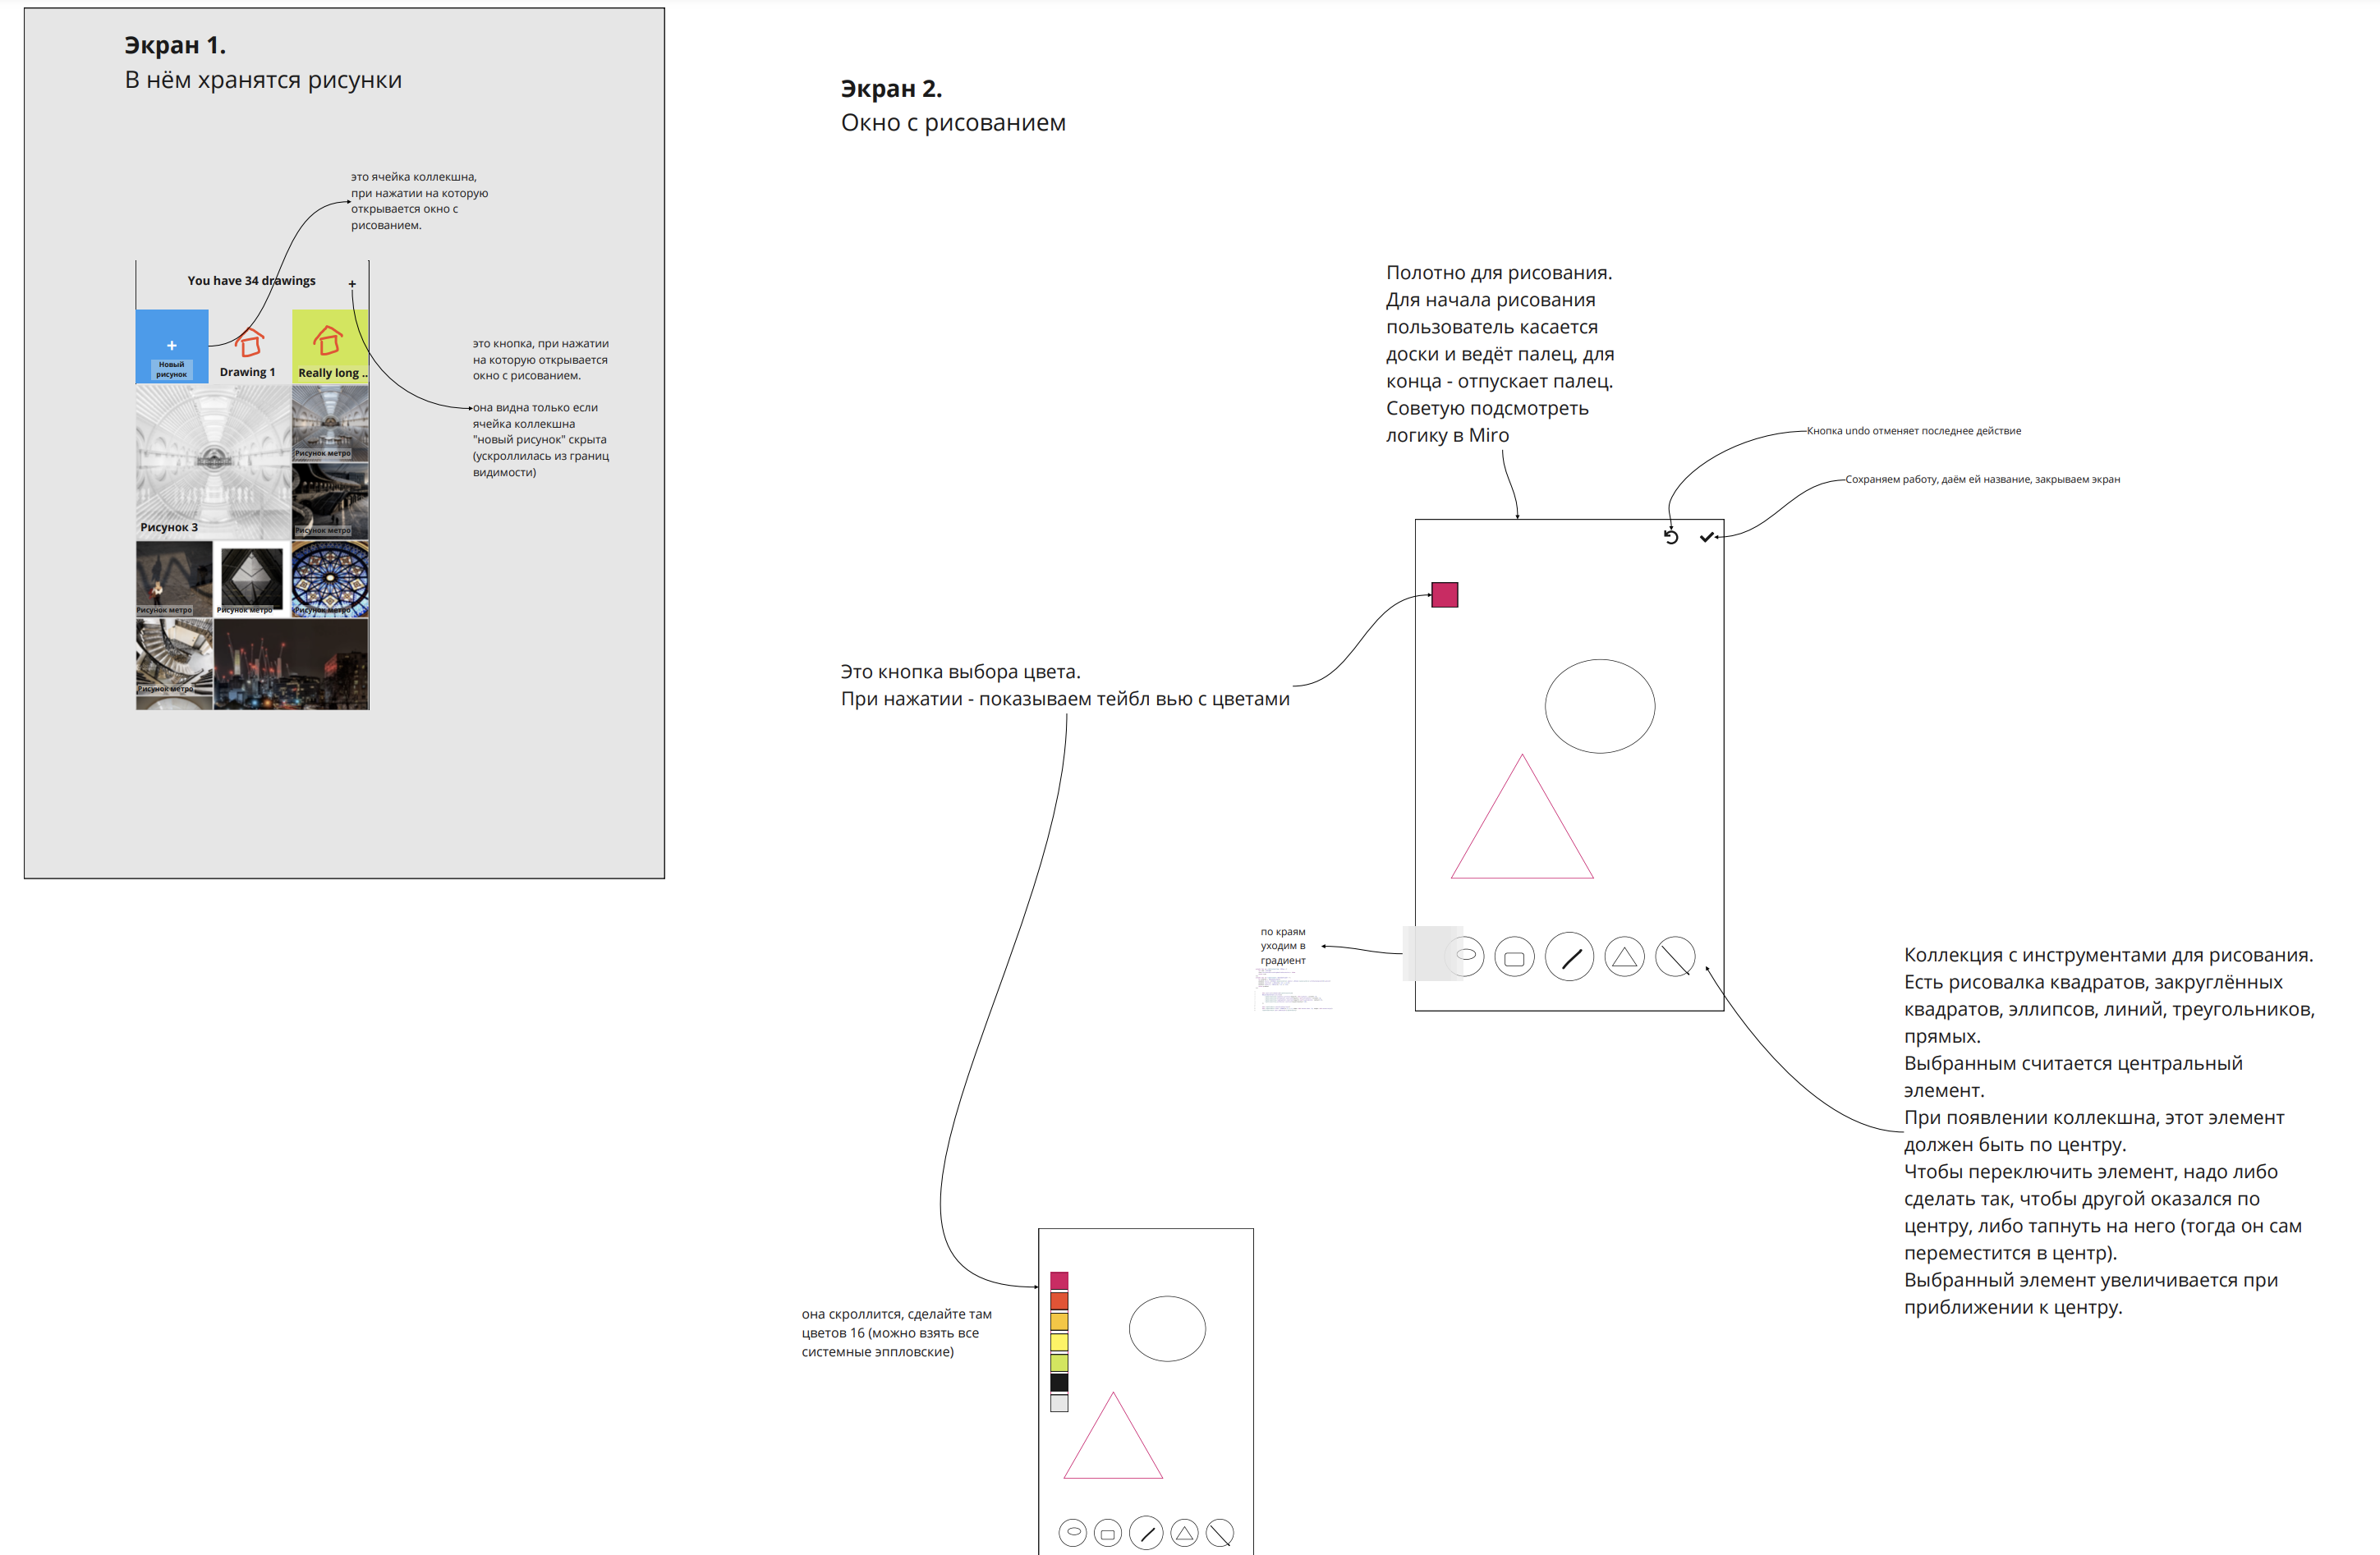 Экран 1.
В нём хранятся рисунки
это ячейка коллекшна,
при нажатии на которую
открывается окно с
рисованием.
You have 34 drawings
+
+
Новый
рисунок
Drawing 1
Really long ..
это кнопка, при нажатии
на которую открывается
окно с рисованием.
она видна только если
ячейка коллекшна
"новый рисунок" скрыта
(ускроллилась из границ
видимости)
Рисунок метро
Рисунок 3
Рисунок метро
Рисунок метро
Рисунок метро
Рисунок метро
Рисунок метро
Экран 2.
Окно с рисованием
Полотно для рисования.
Для начала рисования
пользователь касается
доски и ведёт палец, для
конца - отпускает палец.
Советую подсмотреть
логику в Miro
Кнопка undo отменяет последнее действие
Сохраняем работу, даём ей название, закрываем экран
Это кнопка выбора цвета.
При нажатии - показываем тейбл вью с цветами
по краям
уходим в
градиент
Коллекция с инструментами для рисования.
Есть рисовалка квадратов, закруглённых
квадратов, эллипсов, линий, треугольников,
прямых.
Выбранным считается центральный
элемент.
При появлении коллекшна, этот элемент
должен быть по центру.
Чтобы переключить элемент, надо либо
сделать так, чтобы другой оказался по
центру, либо тапнуть на него (тогда он сам
переместится в центр).
Выбранный элемент увеличивается при
приближении к центру.
она скроллится, сделайте там
цветов 16 (можно взять все
системные эппловские)